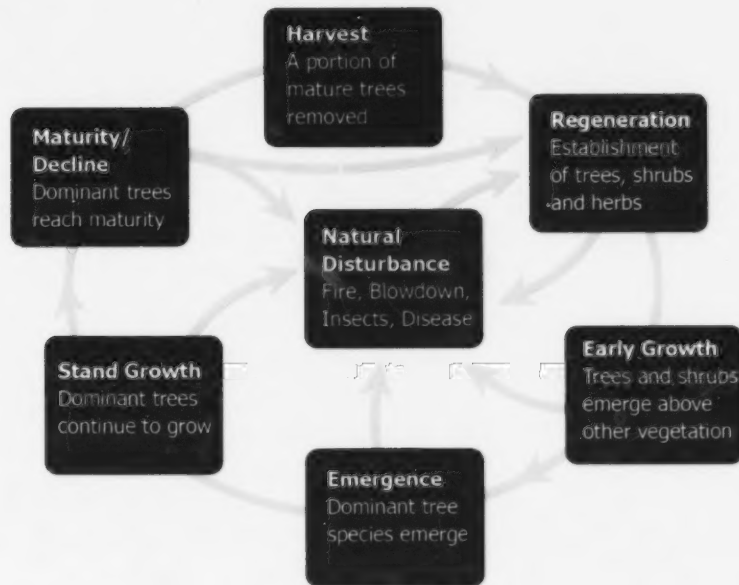 Harvest
A portion of
mature trees
removed
Maturity/
Decline
Dominant trees
reach maturity
Regeneration
Establishment
of trees, shrubs
and herbs
Natural
Disturbance
Fire, Blowdown,
Insects, Disease
Stand Growth
Dominant trees
continue to grow
Early Growth
Trees and shrubs
emerge above
other vegetation
Emergence
Dominant tree
species emerge